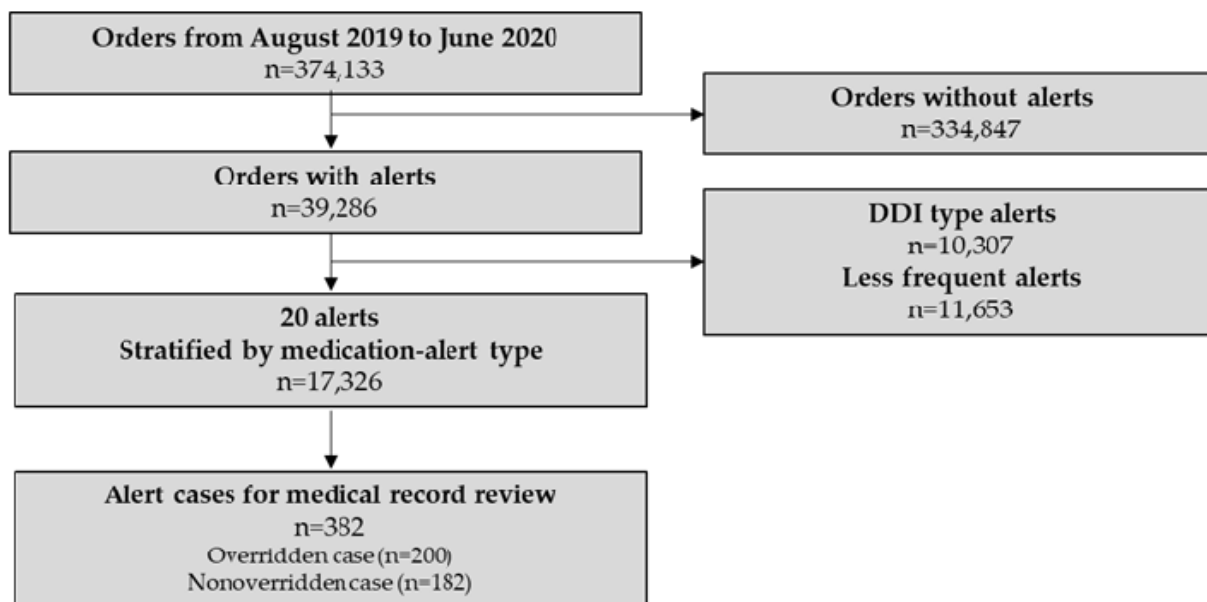 Orders from August 2019 to June 2020
n=374,133
Orders without alerts
n=334,847
Orders with alerts
n=39,286
DDI type alerts
n=10,307
Less frequent alerts
n=11,653
20 alerts
Stratified by medication-alert type
n=17,326
Alert cases for medical record review
n=382
Overridden case (n=200)
Nonoverridden case (n=182)